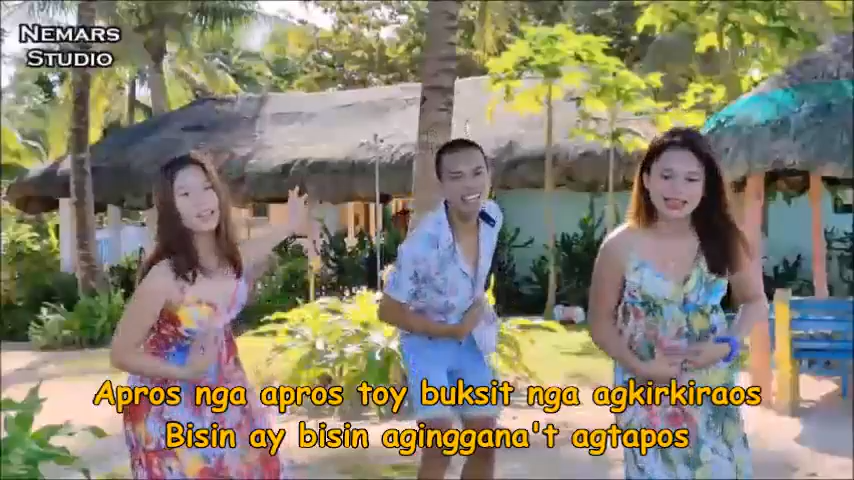 NEMARS
STUDIO
Apros nga apros toy "buksit" nga agkirkiraos
Bisin ay bisin aginggana't agtapos